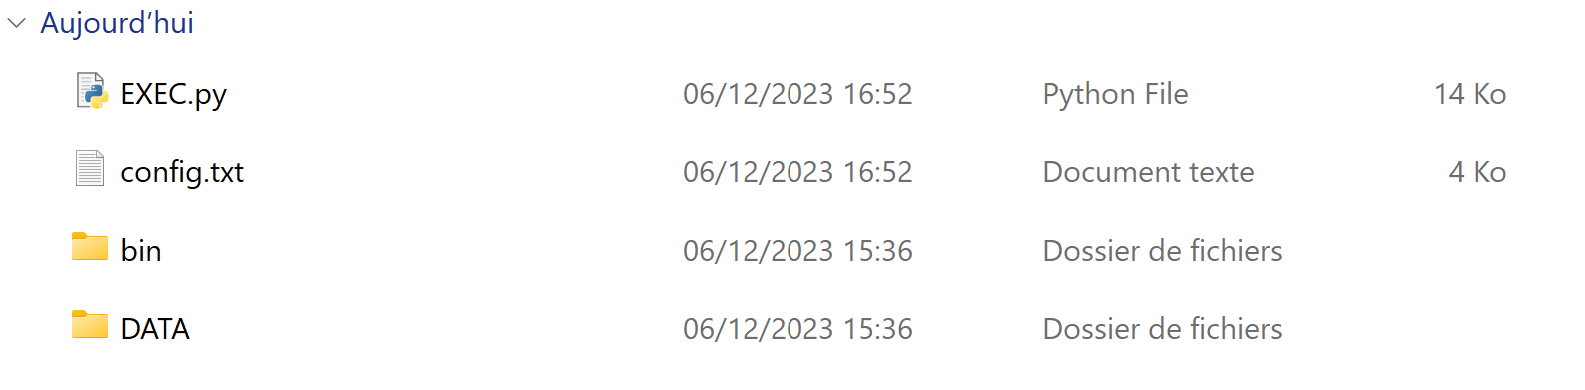 Aujourd’hui
EXEC.py 06/12/2023 16:52 Python File 14 Ko
config.txt 06/12/2023 16:52 Document texte 4 Ko
bin 06/12/2023 15:36 Dossier de fichiers
DATA 06/12/2023 15:36 Dossier de fichiers